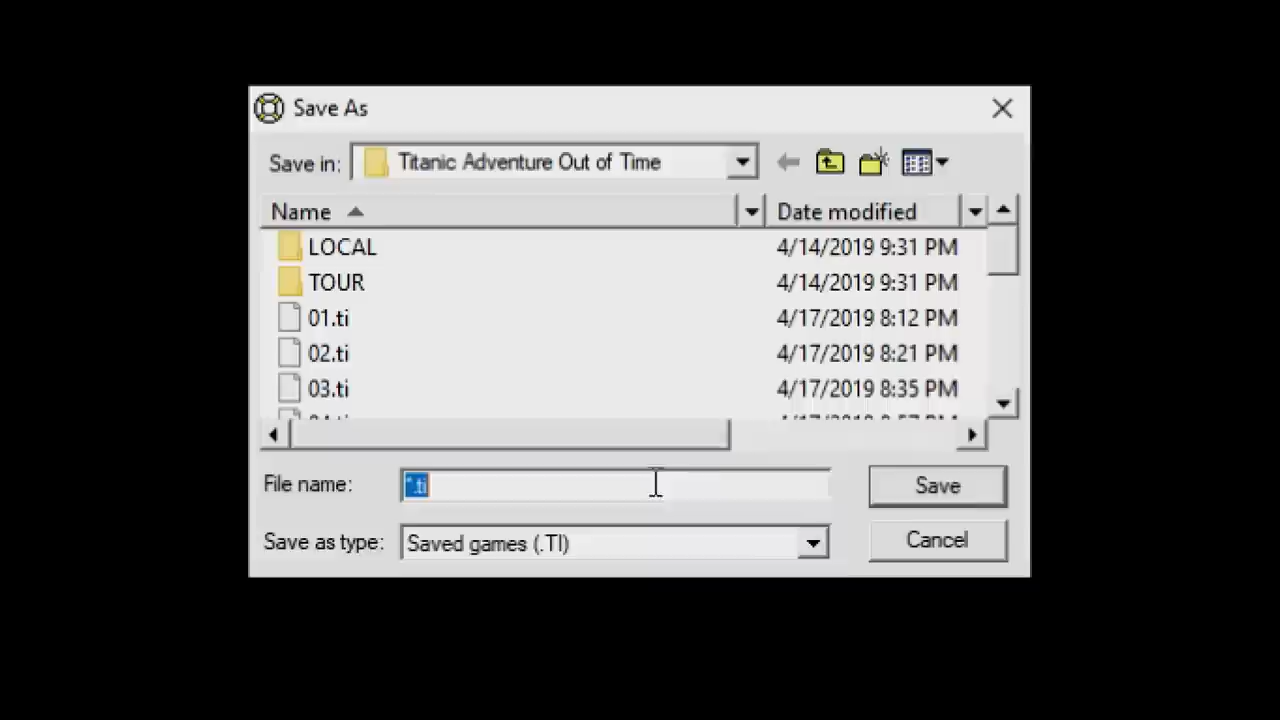 Save As
Save in: Titanic Adventure Out of Time
Name Date modified
LOCAL 4/14/2019 9:31 PM
TOUR 4/14/2019 9:31 PM
01.ti 4/17/2019 8:12 PM
02.ti 4/17/2019 8:21 PM
03.ti 4/17/2019 8:35 PM
File name: *.ti Save
Save as type: Saved games (.TI) Cancel